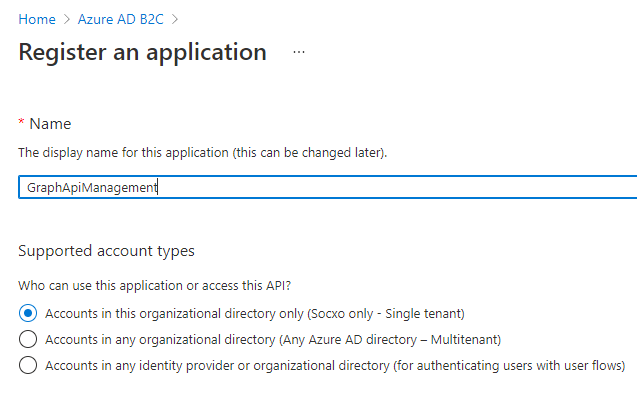 Home > Azure AD B2C >
Register an application ...
* Name
The display name for this application (this can be changed later).
GraphApiManagement
Supported account types
Who can use this application or access this API?
Accounts in this organizational directory only (Socxo only - Single tenant)
Accounts in any organizational directory (Any Azure AD directory – Multitenant)
Accounts in any identity provider or organizational directory (for authenticating users with user flows)